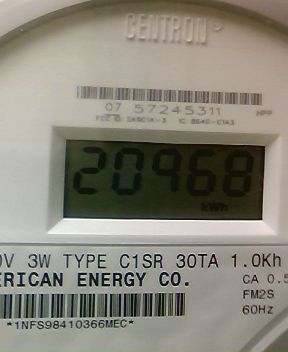 CENTRON®
07 57245311 HPP
20968
kWh
0V 3W TYPE C1SR 30TA 1.0Kh
ERICAN ENERGY CO. CA 0.5
FM2S
*1NFS98410366MEC* 60Hz